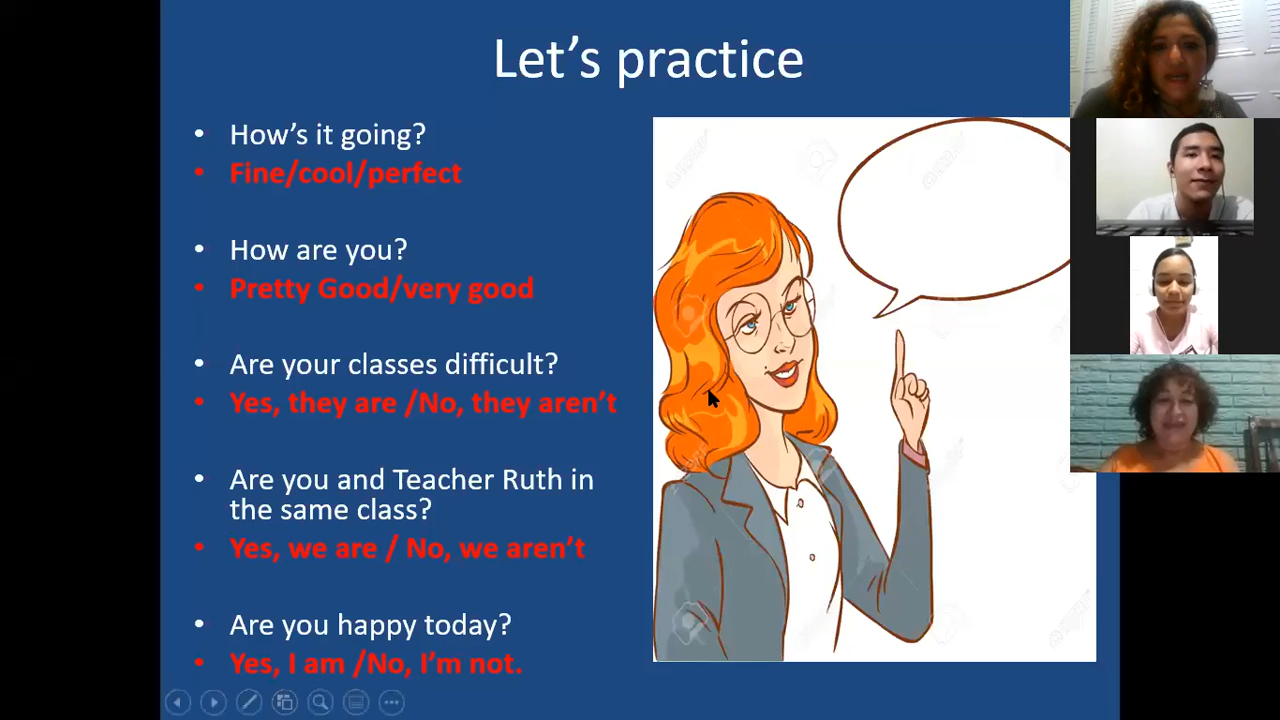 Let's practice
• How's it going?
• Fine/cool/perfect
• How are you?
• Pretty Good/very good
• Are your classes difficult?
• Yes, they are /No, they aren't
• Are you and Teacher Ruth in
the same class?
• Yes, we are / No, we aren't
• Are you happy today?
• Yes, I am /No, I'm not.